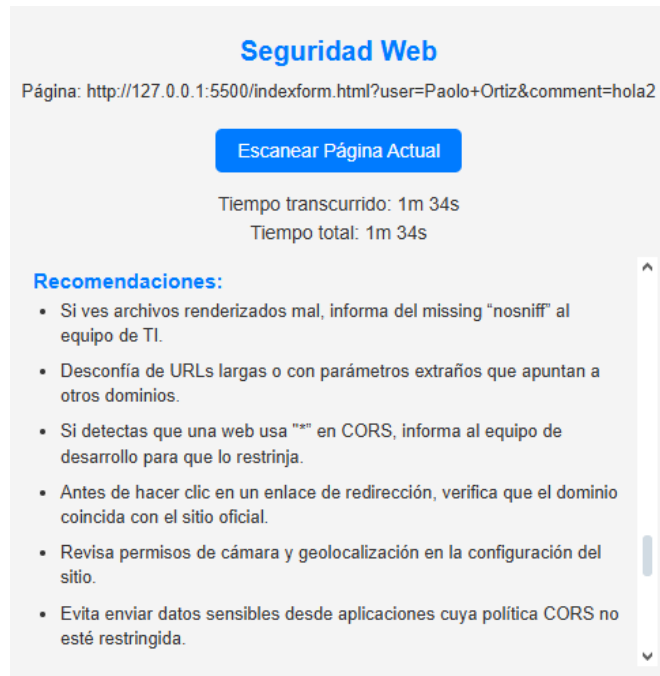 Seguridad Web
Página: http://127.0.0.1:5500/indexform.html?user=Paolo+Ortiz&comment=hola2
Escanear Página Actual
Tiempo transcurrido: 1m 34s
Tiempo total: 1m 34s
Recomendaciones:
• Si ves archivos renderizados mal, informa del missing “nosniff” al
equipo de TI.
• Desconfía de URLs largas o con parámetros extraños que apuntan a
otros dominios.
• Si detectas que una web usa "*" en CORS, informa al equipo de
desarrollo para que lo restrinja.
• Antes de hacer clic en un enlace de redirección, verifica que el dominio
coincida con el sitio oficial.
• Revisa permisos de cámara y geolocalización en la configuración del
sitio.
• Evita enviar datos sensibles desde aplicaciones cuya política CORS no
esté restringida.